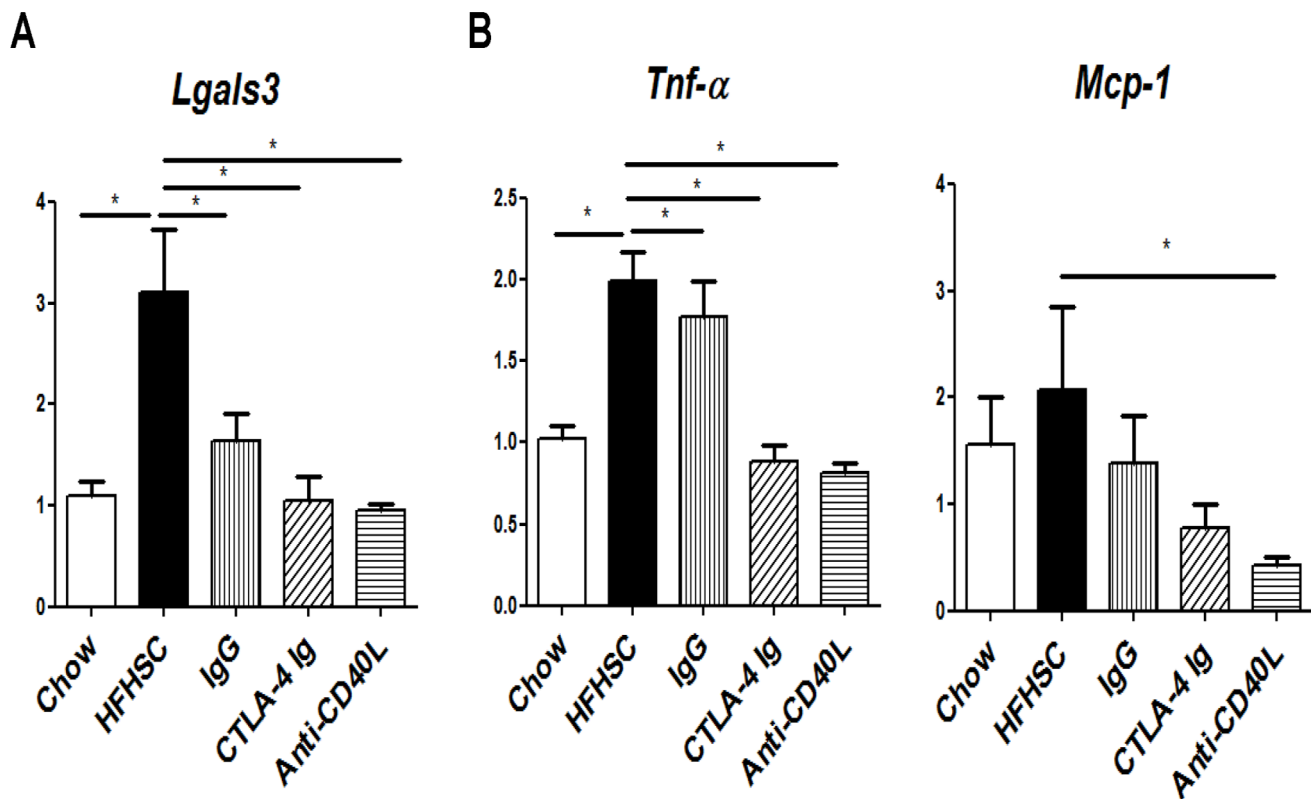 A
B
Lgals3
Tnf-α
Mcp-1
*
*
*
*
4
3
2
1
0
Chow
HFHSC
IgG
CTLA-4 Ig
Anti-CD40L
*
*
*
*
2.5
2.0
1.5
1.0
0.5
0.0
Chow
HFHSC
IgG
CTLA-4 Ig
Anti-CD40L
*
4
3
2
1
0
Chow
HFHSC
IgG
CTLA-4 Ig
Anti-CD40L